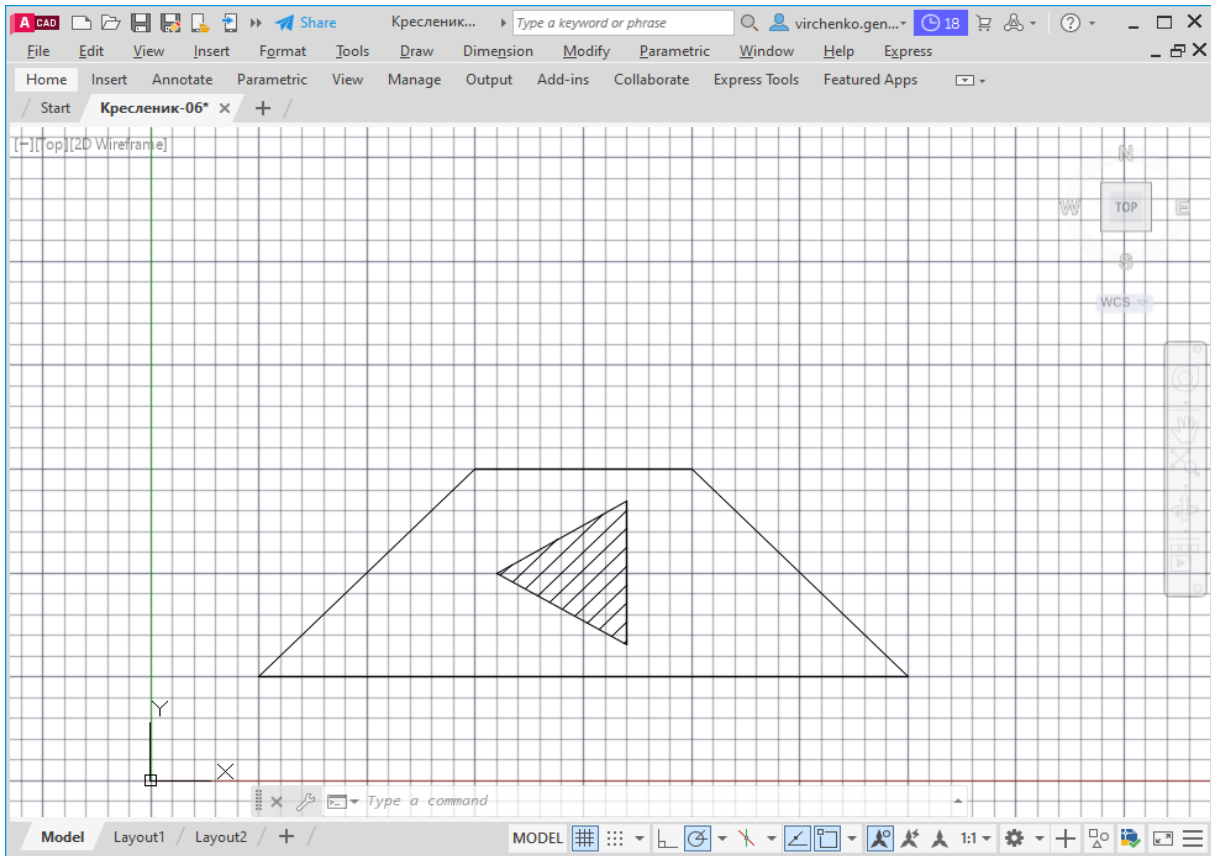 A CAD Share Кресленик... Type a keyword or phrase virchenko.gen... 18
File Edit View Insert Format Tools Draw Dimension Modify Parametric Window Help Express
Home Insert Annotate Parametric View Manage Output Add-ins Collaborate Express Tools Featured Apps
Start Кресленик-06*
[−][Top][2D Wireframe]
N
W TOP E
S
WCS
Y
X
Type a command
Model Layout1 Layout2 MODEL 1:1